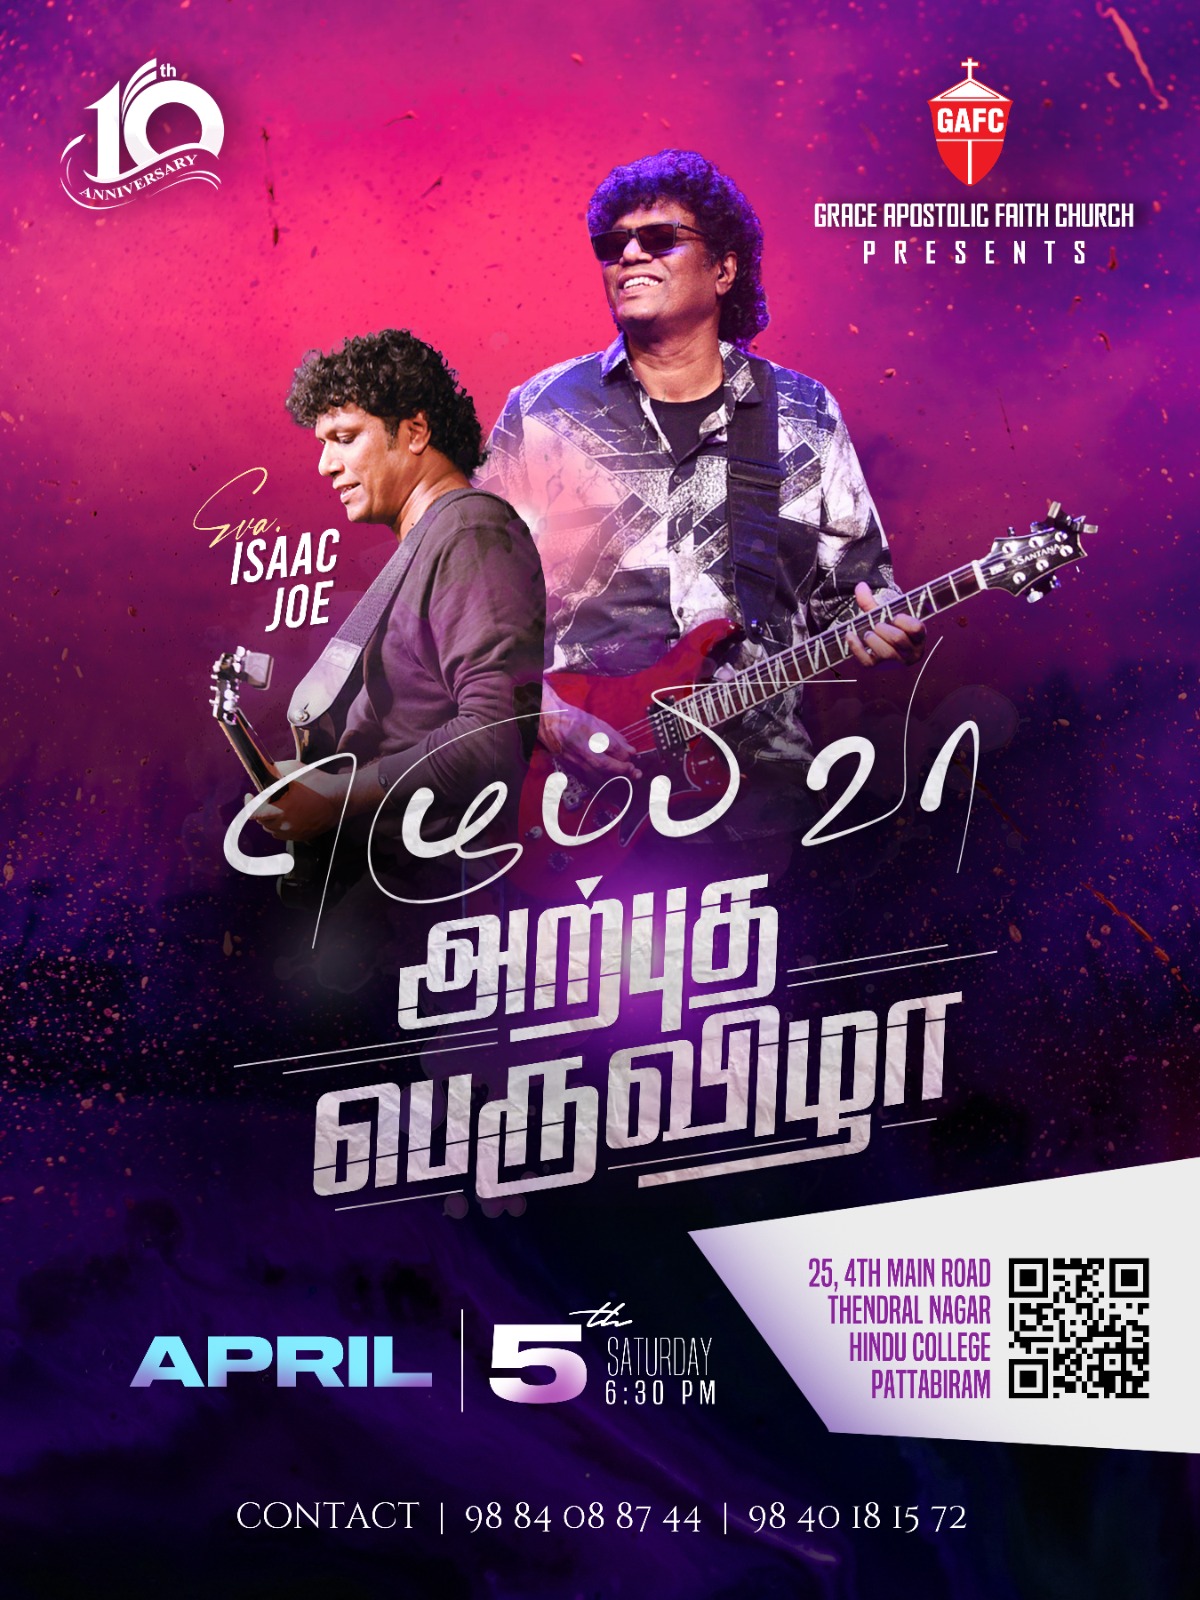 10th
ANNIVERSARY
GAFC
GRACE APOSTOLIC FAITH CHURCH
PRESENTS
Eva.
ISAAC
JOE
SANTANA
எழும்பி வா
அற்புத
பெருவிழா
25, 4TH MAIN ROAD
THENDRAL NAGAR
HINDU COLLEGE
PATTABIRAM
APRIL
5th
SATURDAY
6:30 PM
CONTACT | 98 84 08 87 44 | 98 40 18 15 72